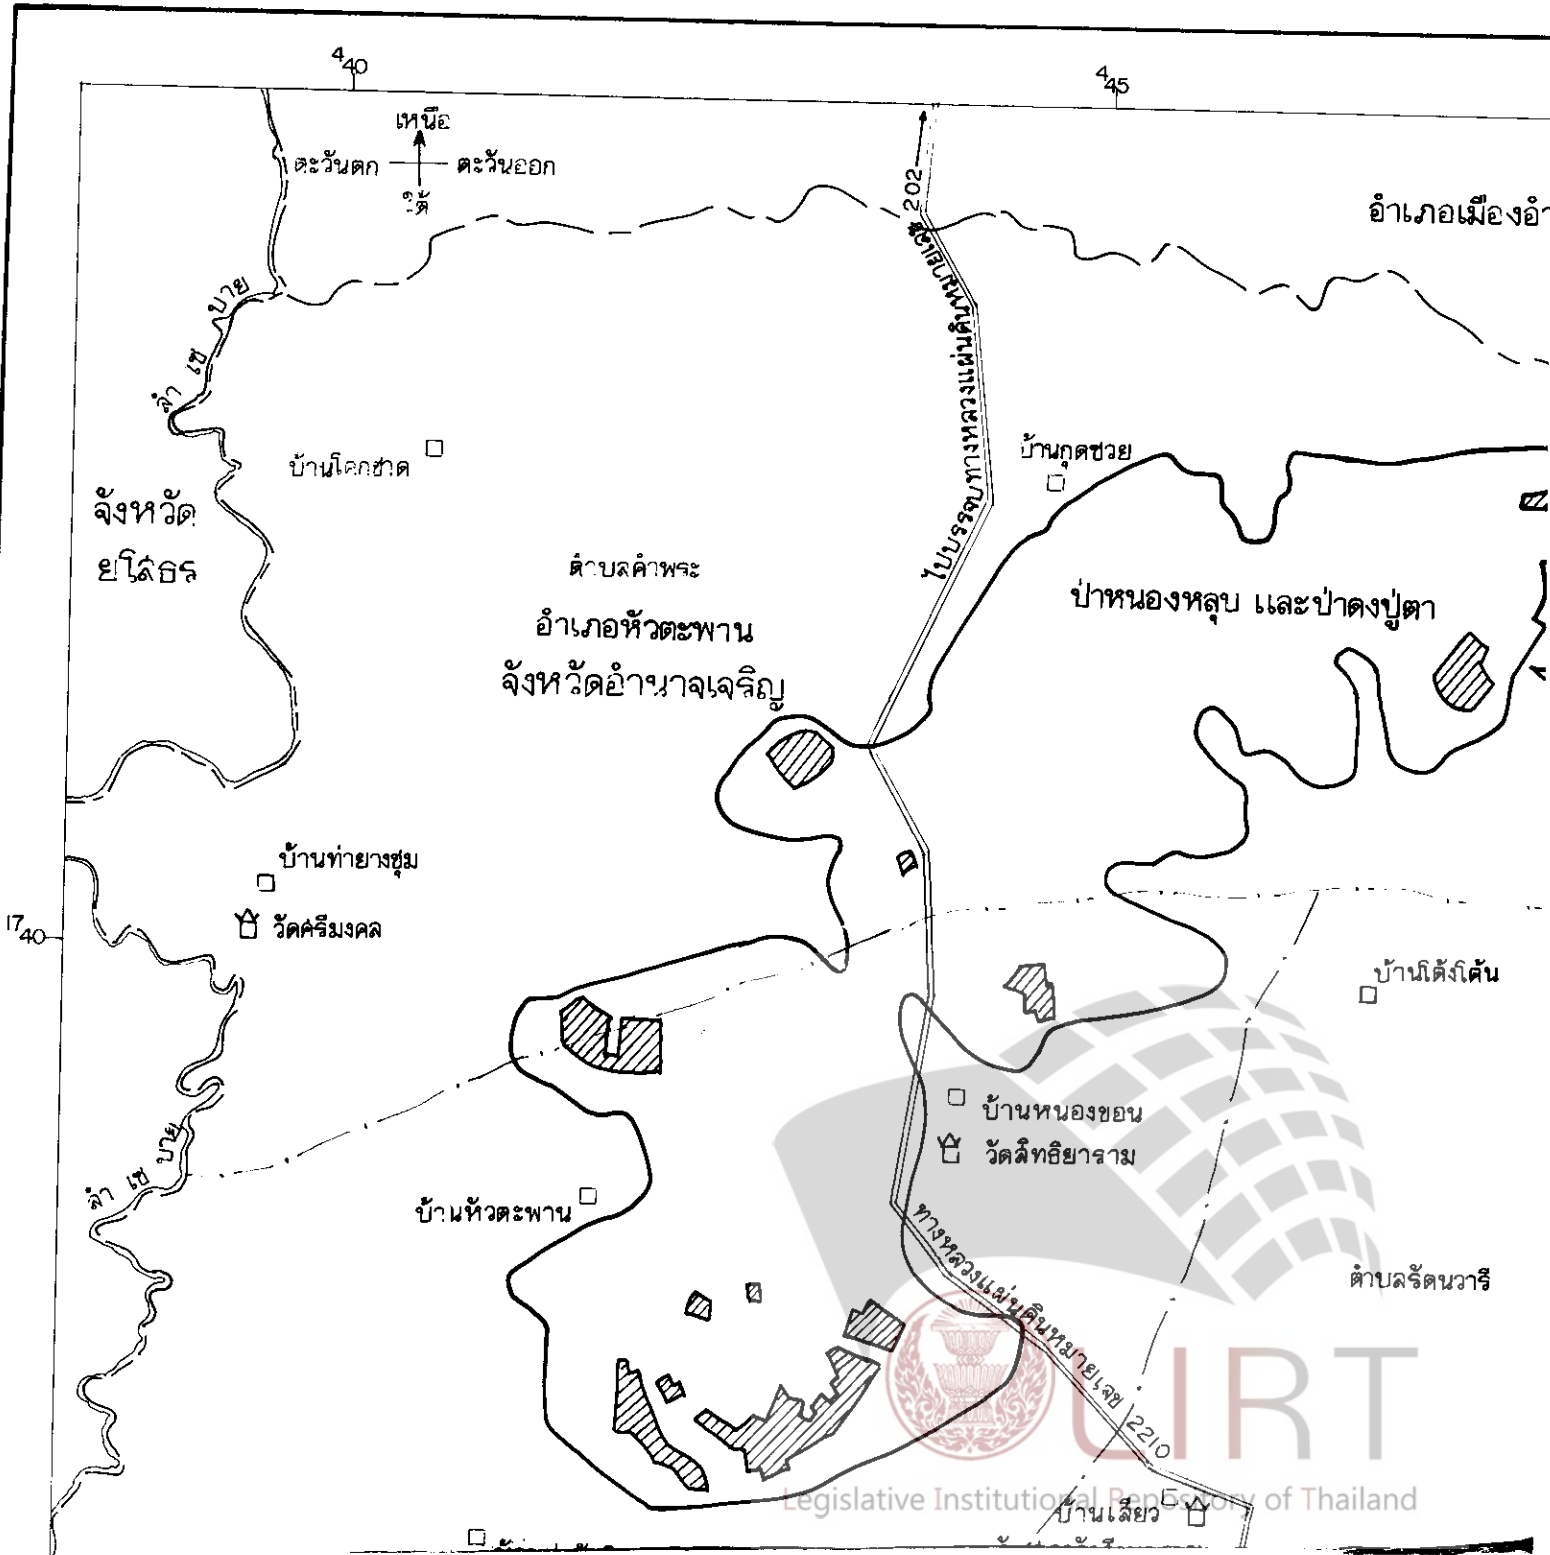 440
445
เหนือ
ตะวันตก
ตะวันออก
ใต้
202
อำเภอเมืองอำ
ไปบรรจบทางหลวงแผ่นดินหมายเลข
ลำ เซ บาย
บ้านโคกชาด
บ้านกุดซวย
จังหวัด
ยโสธร
ตำบลคำพระ
อำเภอหัวตะพาน
จังหวัดอำนาจเจริญ
ป่าหนองหลุบ และป่าดงปู่ตา
บ้านท่ายางชุม
วัดศรีมงคล
1740
บ้านโต้งโต้น
บ้านหนองขอน
วัดสิทธิยาราม
ลำ เซ บาย
บ้านหัวตะพาน
ทางหลวงแผ่นดินหมายเลข 2210
ตำบลรัตนวารี
LIRT
Legislative Institutional Repository of Thailand
บ้านเสียว